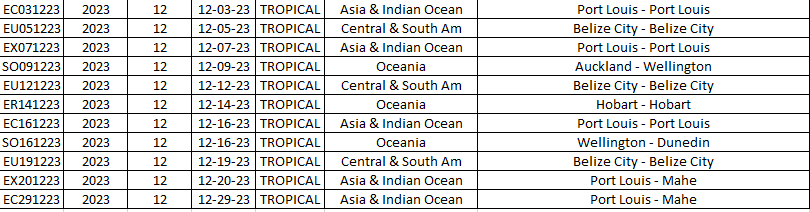 EC031223 2023 12 12-03-23 TROPICAL Asia & Indian Ocean Port Louis - Port Louis
EU051223 2023 12 12-05-23 TROPICAL Central & South Am Belize City - Belize City
EX071223 2023 12 12-07-23 TROPICAL Asia & Indian Ocean Port Louis - Port Louis
SO091223 2023 12 12-09-23 TROPICAL Oceania Auckland - Wellington
EU121223 2023 12 12-12-23 TROPICAL Central & South Am Belize City - Belize City
ER141223 2023 12 12-14-23 TROPICAL Oceania Hobart - Hobart
EC161223 2023 12 12-16-23 TROPICAL Asia & Indian Ocean Port Louis - Port Louis
SO161223 2023 12 12-16-23 TROPICAL Oceania Wellington - Dunedin
EU191223 2023 12 12-19-23 TROPICAL Central & South Am Belize City - Belize City
EX201223 2023 12 12-20-23 TROPICAL Asia & Indian Ocean Port Louis - Mahe
EC291223 2023 12 12-29-23 TROPICAL Asia & Indian Ocean Port Louis - Mahe